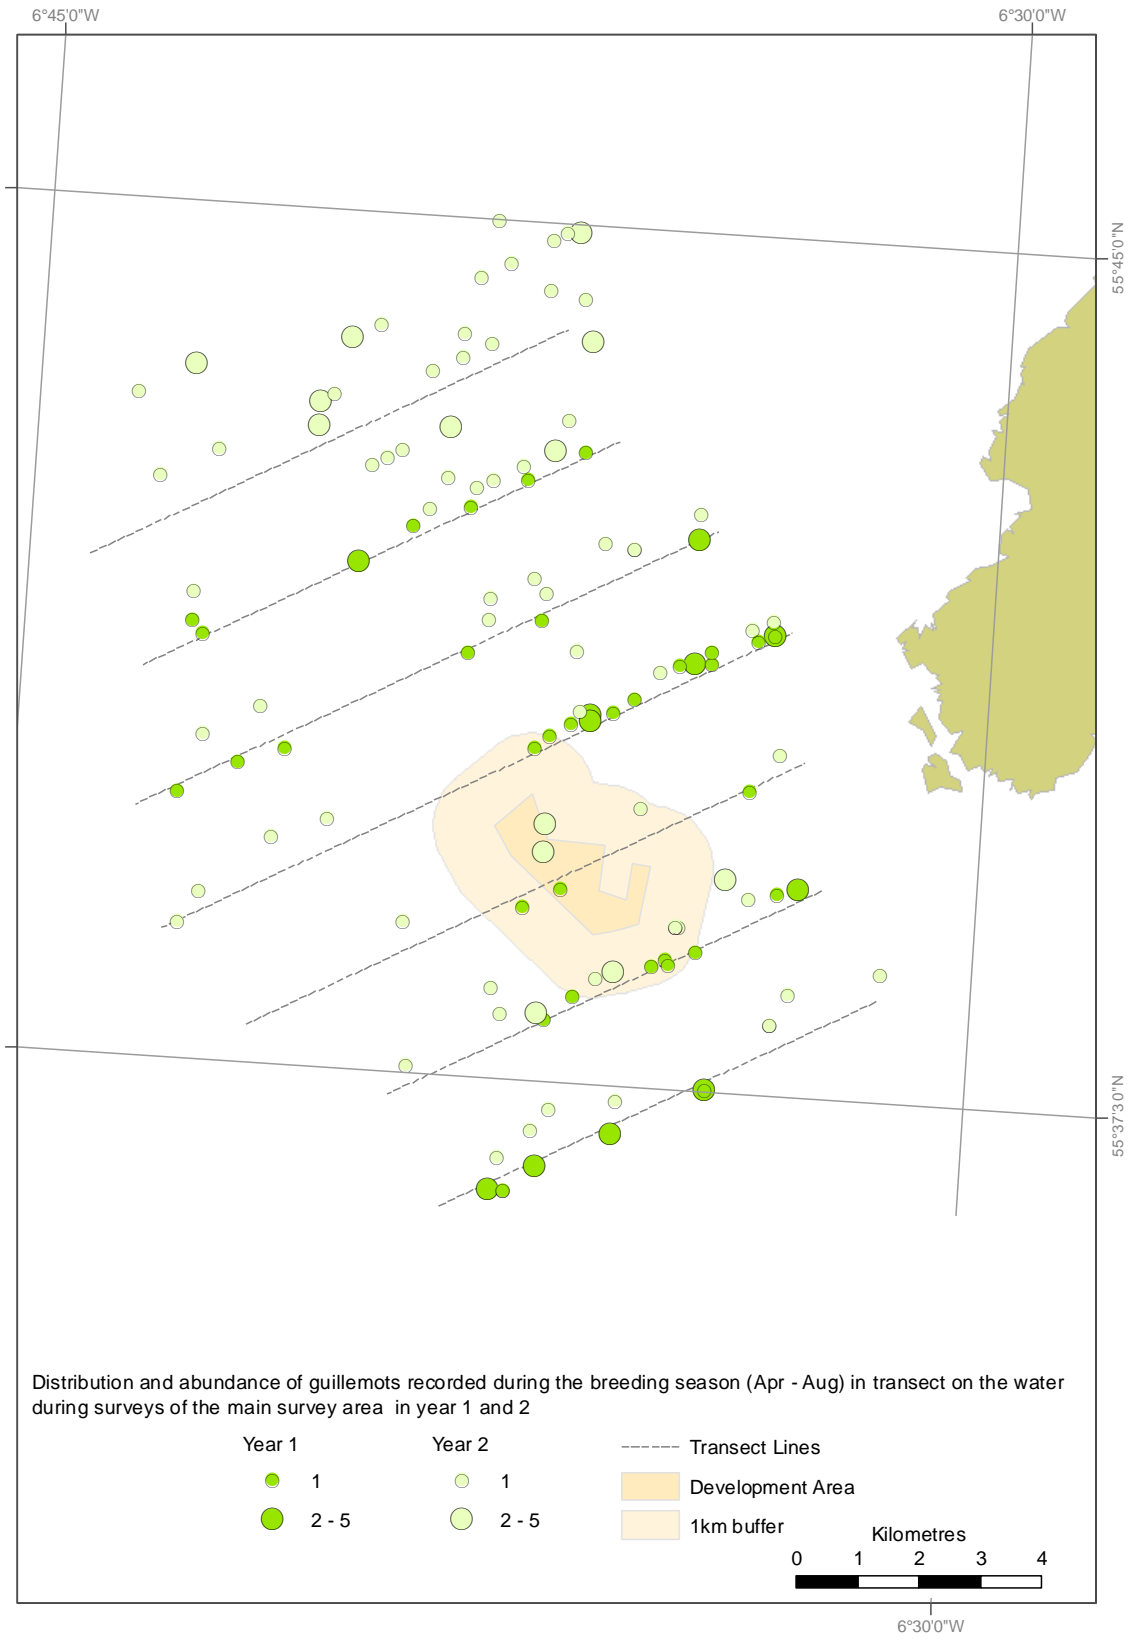 6°45'0"W
6°30'0"W
55°45'0"N
55°37'30"N
Distribution and abundance of guillemots recorded during the breeding season (Apr - Aug) in transect on the water
during surveys of the main survey area in year 1 and 2
Year 1
Year 2
1
1
2 - 5
2 - 5
Transect Lines
Development Area
1km buffer
Kilometres
0 1 2 3 4
6°30'0"W